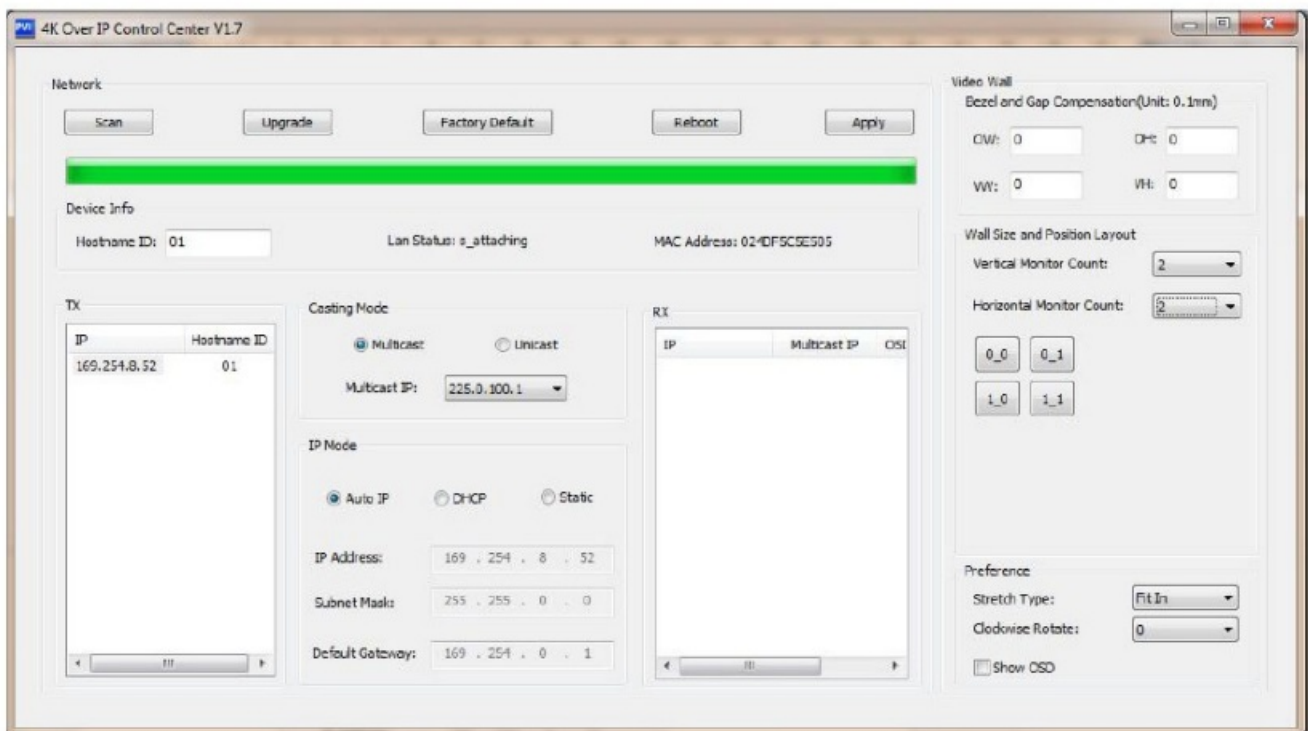 4K Over IP Control Center V1.7
Network
Scan Upgrade Factory Default Reboot Apply
Device Info
Hostname ID: 01 Lan Status: s_attaching MAC Address:
TX
IP Hostname ID
169.254.8.52 01
Casting Mode
Multicast Unicast
Multicast IP: 225.0.100.1
IP Mode
Auto IP DHCP Static
IP Address: 169 . 254 . 8 . 52
Subnet Mask: 255 . 255 . 0 . 0
Default Gateway: 169 . 254 . 0 . 1
RX
IP Multicast IP OSD
Video Wall
Bezel and Gap Compensation(Unit: 0.1mm)
OW: 0 OH: 0
VW: 0 VH: 0
Wall Size and Position Layout
Vertical Monitor Count: 2
Horizontal Monitor Count: 2
0_0 0_1
1_0 1_1
Preference
Stretch Type: Fit In
Clockwise Rotate: 0
Show OSD